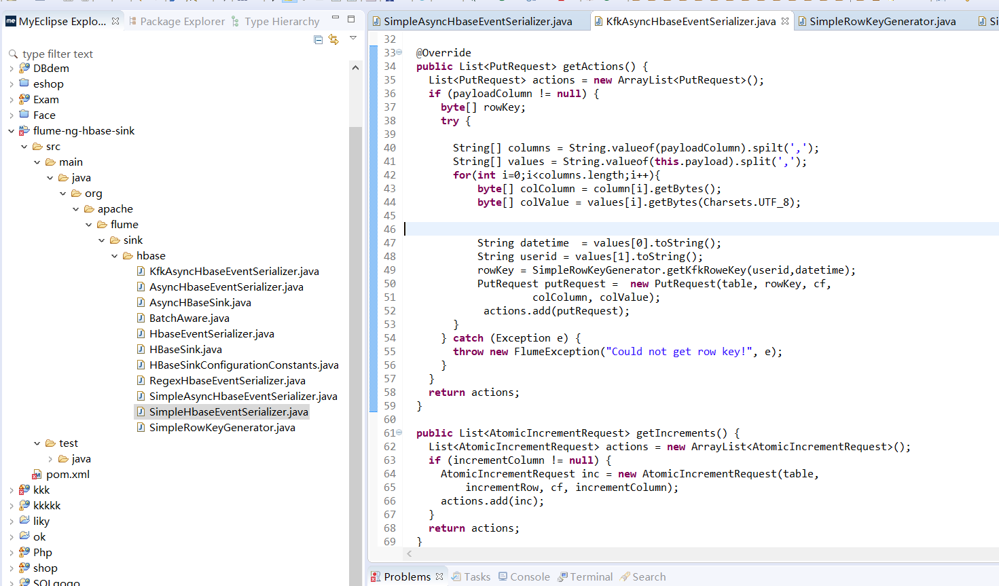 MyEclipse Explo...
Package Explorer
Type Hierarchy
type filter text
DBdem
eshop
Exam
Face
flume-ng-hbase-sink
src
main
java
org
apache
flume
sink
hbase
KfkAsyncHbaseEventSerializer.java
AsyncHbaseEventSerializer.java
AsyncHBaseSink.java
BatchAware.java
HbaseEventSerializer.java
HBaseSink.java
HBaseSinkConfigurationConstants.java
RegexHbaseEventSerializer.java
SimpleAsyncHbaseEventSerializer.java
SimpleHbaseEventSerializer.java
SimpleRowKeyGenerator.java
test
java
pom.xml
kkk
kkkkk
liky
ok
Php
shop
SQLgogo
SimpleAsyncHbaseEventSerializer.java
KfkAsyncHbaseEventSerializer.java
SimpleRowKeyGenerator.java
Si
32
33 @Override
34 public List<PutRequest> getActions() {
35 List<PutRequest> actions = new ArrayList<PutRequest>();
36 if (payloadColumn != null) {
37 byte[] rowKey;
38 try {
39
40 String[] columns = String.valueof(payloadColumn).spilt(',');
41 String[] values = String.valueof(this.payload).split(',');
42 for(int i=0;i<columns.length;i++){
43 byte[] colColumn = column[i].getBytes();
44 byte[] colValue = values[i].getBytes(Charsets.UTF_8);
45
46
47 String datetime  = values[0].toString();
48 String userid = values[1].toString();
49 rowKey = SimpleRowKeyGenerator.getKfkRoweKey(userid,datetime);
50 PutRequest putRequest =  new PutRequest(table, rowKey, cf,
51 colColumn, colValue);
52 actions.add(putRequest);
53 }
54 } catch (Exception e) {
55 throw new FlumeException("Could not get row key!", e);
56 }
57 }
58 return actions;
59 }
60
61 public List<AtomicIncrementRequest> getIncrements() {
62 List<AtomicIncrementRequest> actions = new ArrayList<AtomicIncrementRequest>();
63 if (incrementColumn != null) {
64 AtomicIncrementRequest inc = new AtomicIncrementRequest(table,
65 incrementRow, cf, incrementColumn);
66 actions.add(inc);
67 }
68 return actions;
69 }
Problems
Tasks
Console
Terminal
Search